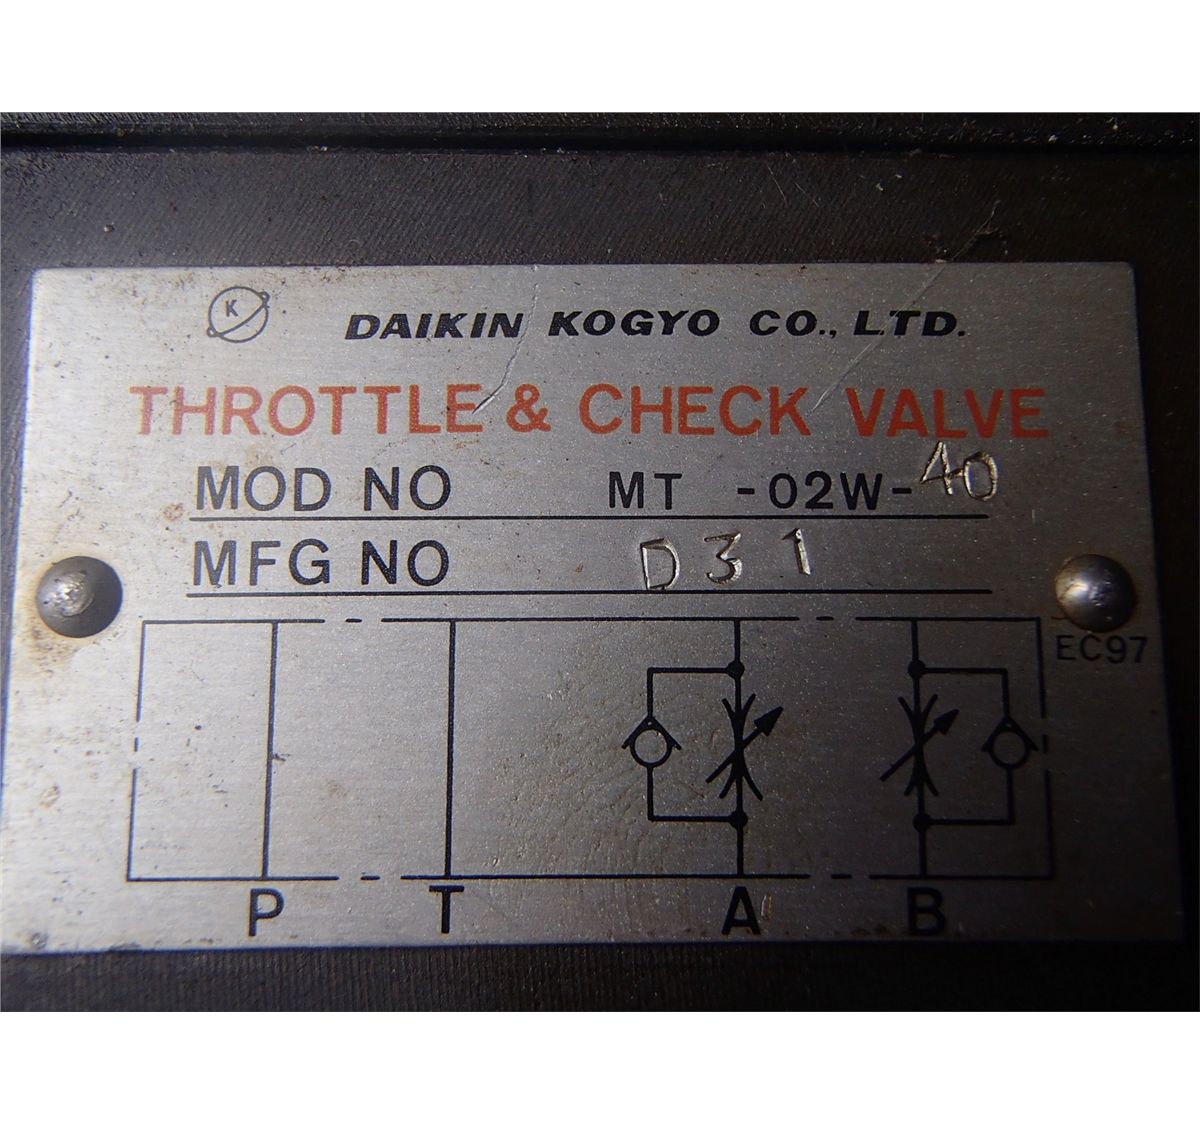 K
DAIKIN KOGYO CO., LTD.
THROTTLE & CHECK VALVE
MOD NO MT -02W-40
MFG NO D31
EC97
P T A B